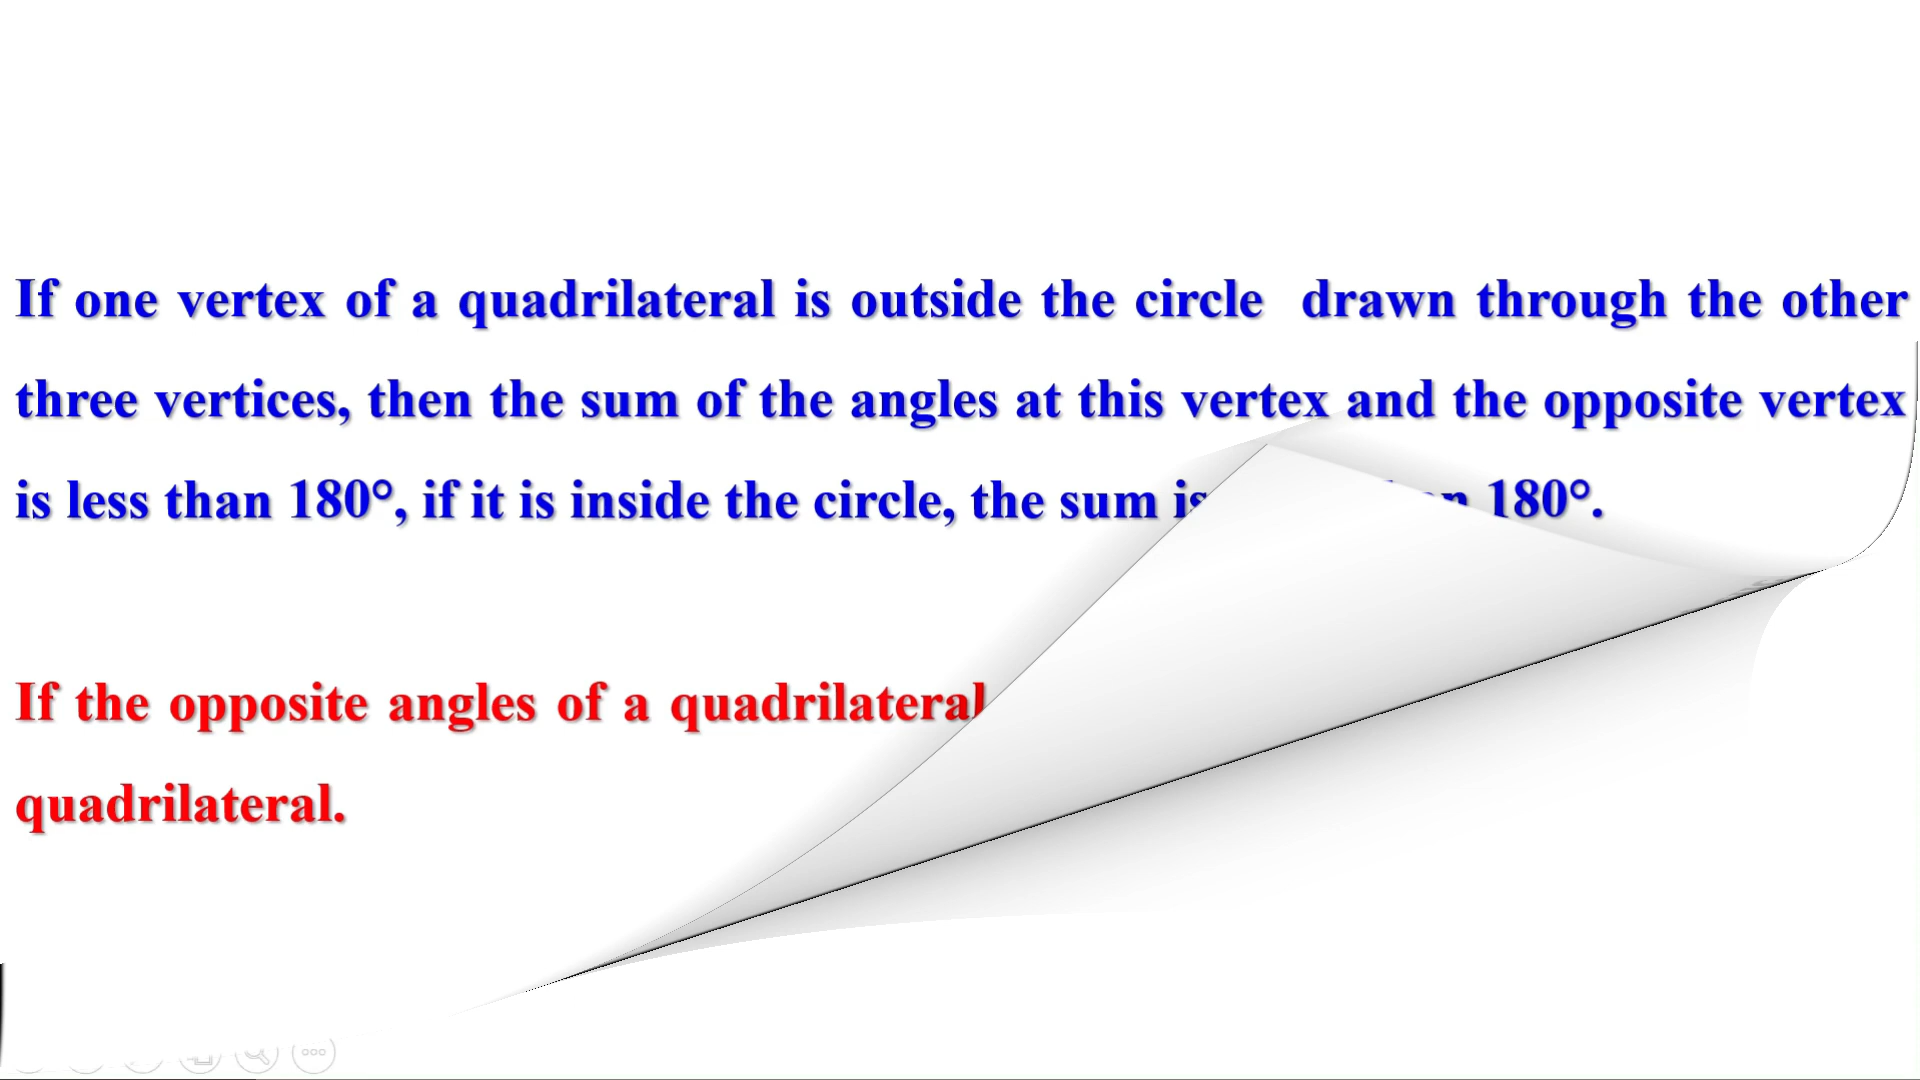 If one vertex of a quadrilateral is outside the circle drawn through the other
three vertices, then the sum of the angles at this vertex and the opposite vertex
is less than 180°, if it is inside the circle, the sum is 180°.
If the opposite angles of a quadrilateral
quadrilateral.